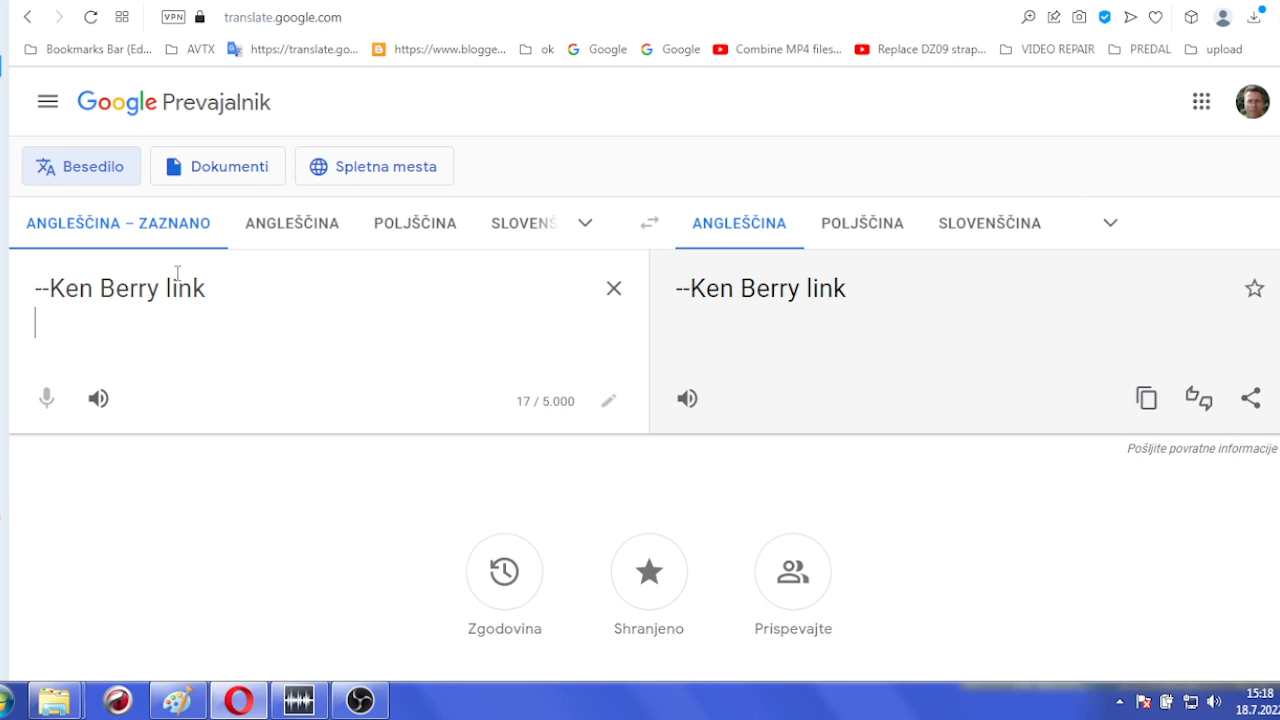 VPN
translate.google.com
Bookmarks Bar (Ed...
AVTX
https://translate.go...
https://www.blogge...
ok
Google
Google
Combine MP4 files...
Replace DZ09 strap...
VIDEO REPAIR
PREDAL
upload
Google Prevajalnik
Besedilo
Dokumenti
Spletna mesta
ANGLEŠČINA – ZAZNANO
ANGLEŠČINA
POLJŠČINA
SLOVENŠ
ANGLEŠČINA
POLJŠČINA
SLOVENŠČINA
--Ken Berry link
--Ken Berry link
17 / 5.000
Pošljite povratne informacije
Zgodovina
Shranjeno
Prispevajte
15:18
18.7.202